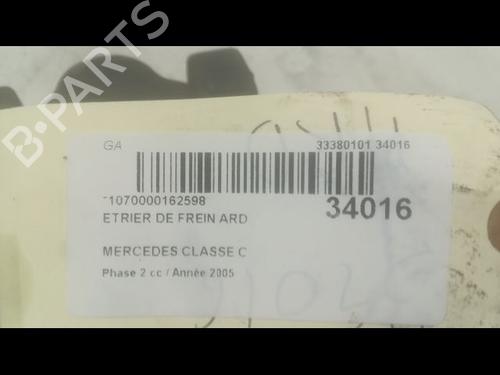 B-PARTS
GA 33380101 34016
1070000162598 34016
ETRIER DE FREIN ARD
MERCEDES CLASSE C
Phase 2 cc / Année 2005